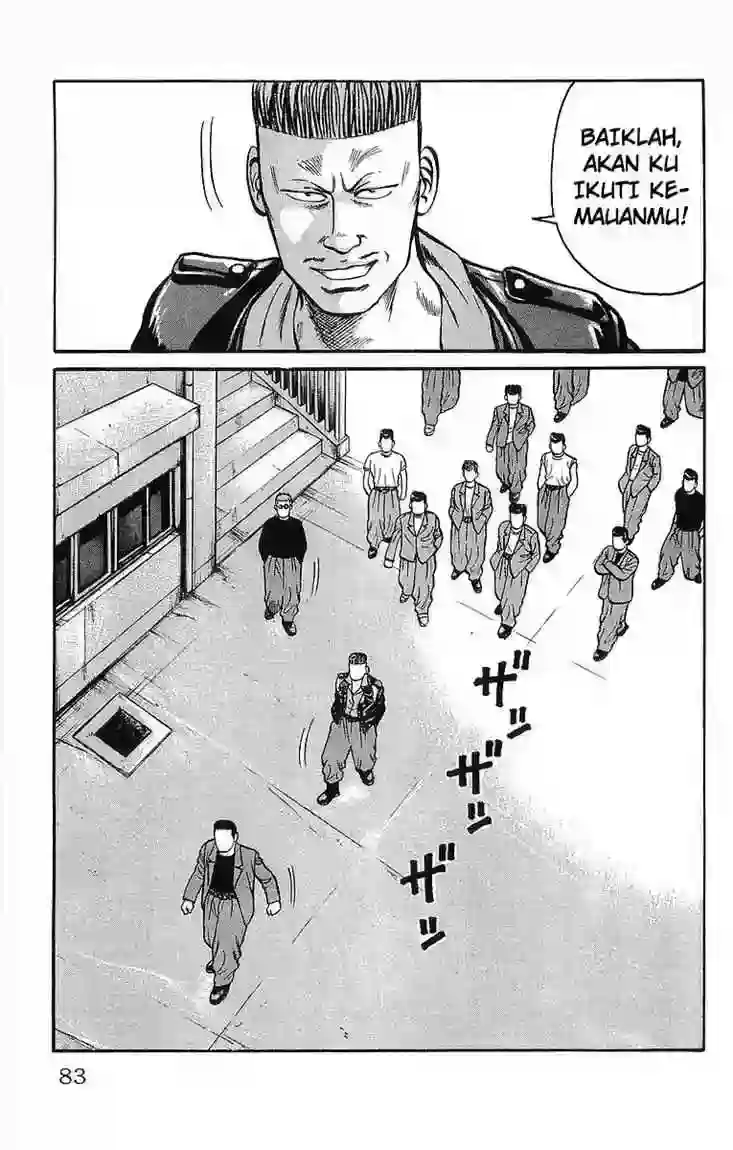 BAIKLAH,
AKAN KU
IKUTI KE-
MAUANMU!
ザ"
ッ
ザ"
ッ
ザ"
ッ
83